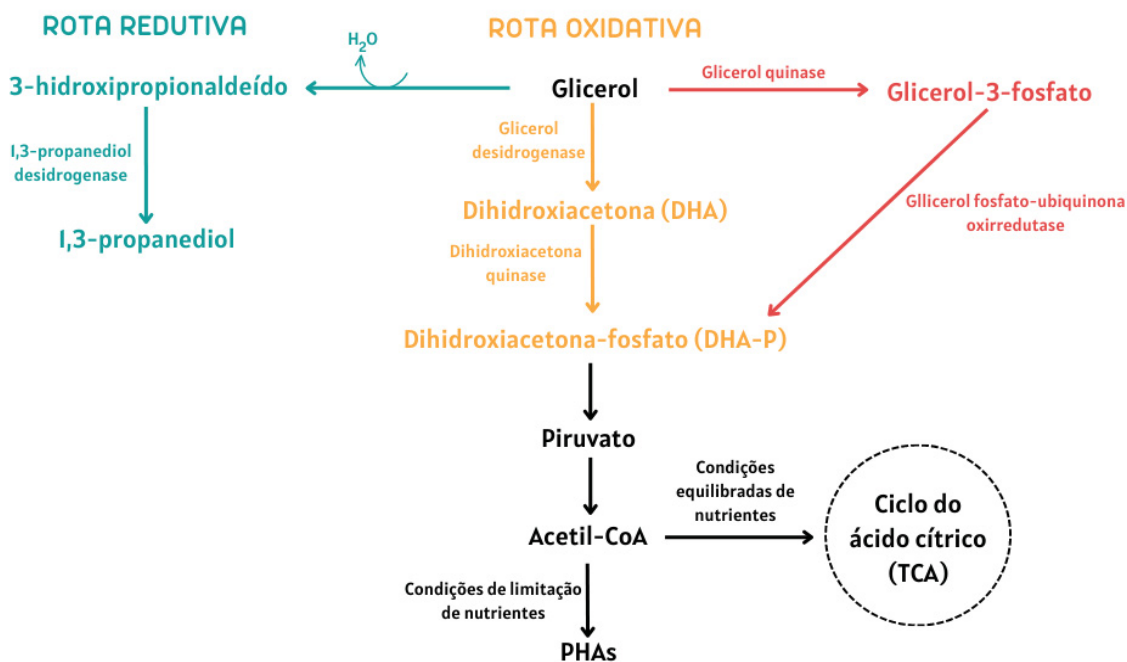 ROTA REDUTIVA
ROTA OXIDATIVA
H₂O
3-hidroxipropionaldeído
Glicerol
Glicerol quinase
Glicerol-3-fosfato
1,3-propanediol
desidrogenase
Glicerol
desidrogenase
1,3-propanediol
Dihidroxiacetona (DHA)
Gllicerol fosfato-ubiquinona
oxirredutase
Dihidroxiacetona
quinase
Dihidroxiacetona-fosfato (DHA-P)
Piruvato
Condições
equilibradas de
nutrientes
Acetil-CoA
Ciclo do
ácido cítrico
(TCA)
Condições de limitação
de nutrientes
PHAs